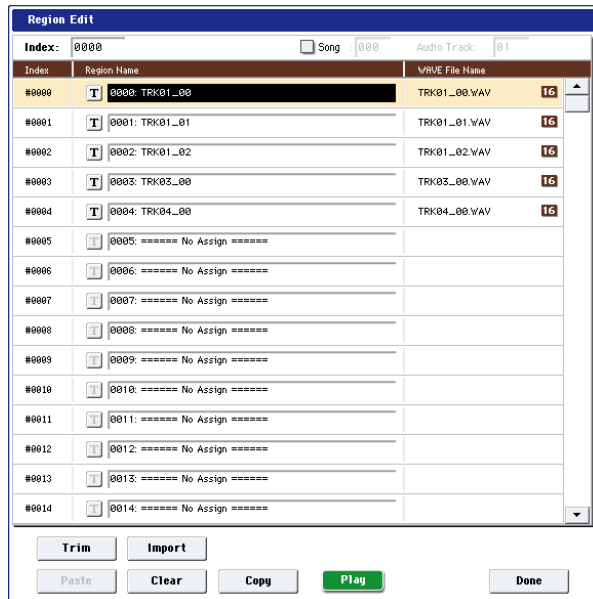 Region Edit
Index: 0000 Song : 000 Audio Track: 01
Index Region Name WAVE File Name
#0000 T 0000: TRK01_00 TRK01_00.WAV 16
#0001 T 0001: TRK01_01 TRK01_01.WAV 16
#0002 T 0002: TRK01_02 TRK01_02.WAV 16
#0003 T 0003: TRK03_00 TRK03_00.WAV 16
#0004 T 0004: TRK04_00 TRK04_00.WAV 16
#0005 T 0005: ====== No Assign ======
#0006 T 0006: ====== No Assign ======
#0007 T 0007: ====== No Assign ======
#0008 T 0008: ====== No Assign ======
#0009 T 0009: ====== No Assign ======
#0010 T 0010: ====== No Assign ======
#0011 T 0011: ====== No Assign ======
#0012 T 0012: ====== No Assign ======
#0013 T 0013: ====== No Assign ======
#0014 T 0014: ====== No Assign ======
Trim Import
Paste Clear Copy Play Done